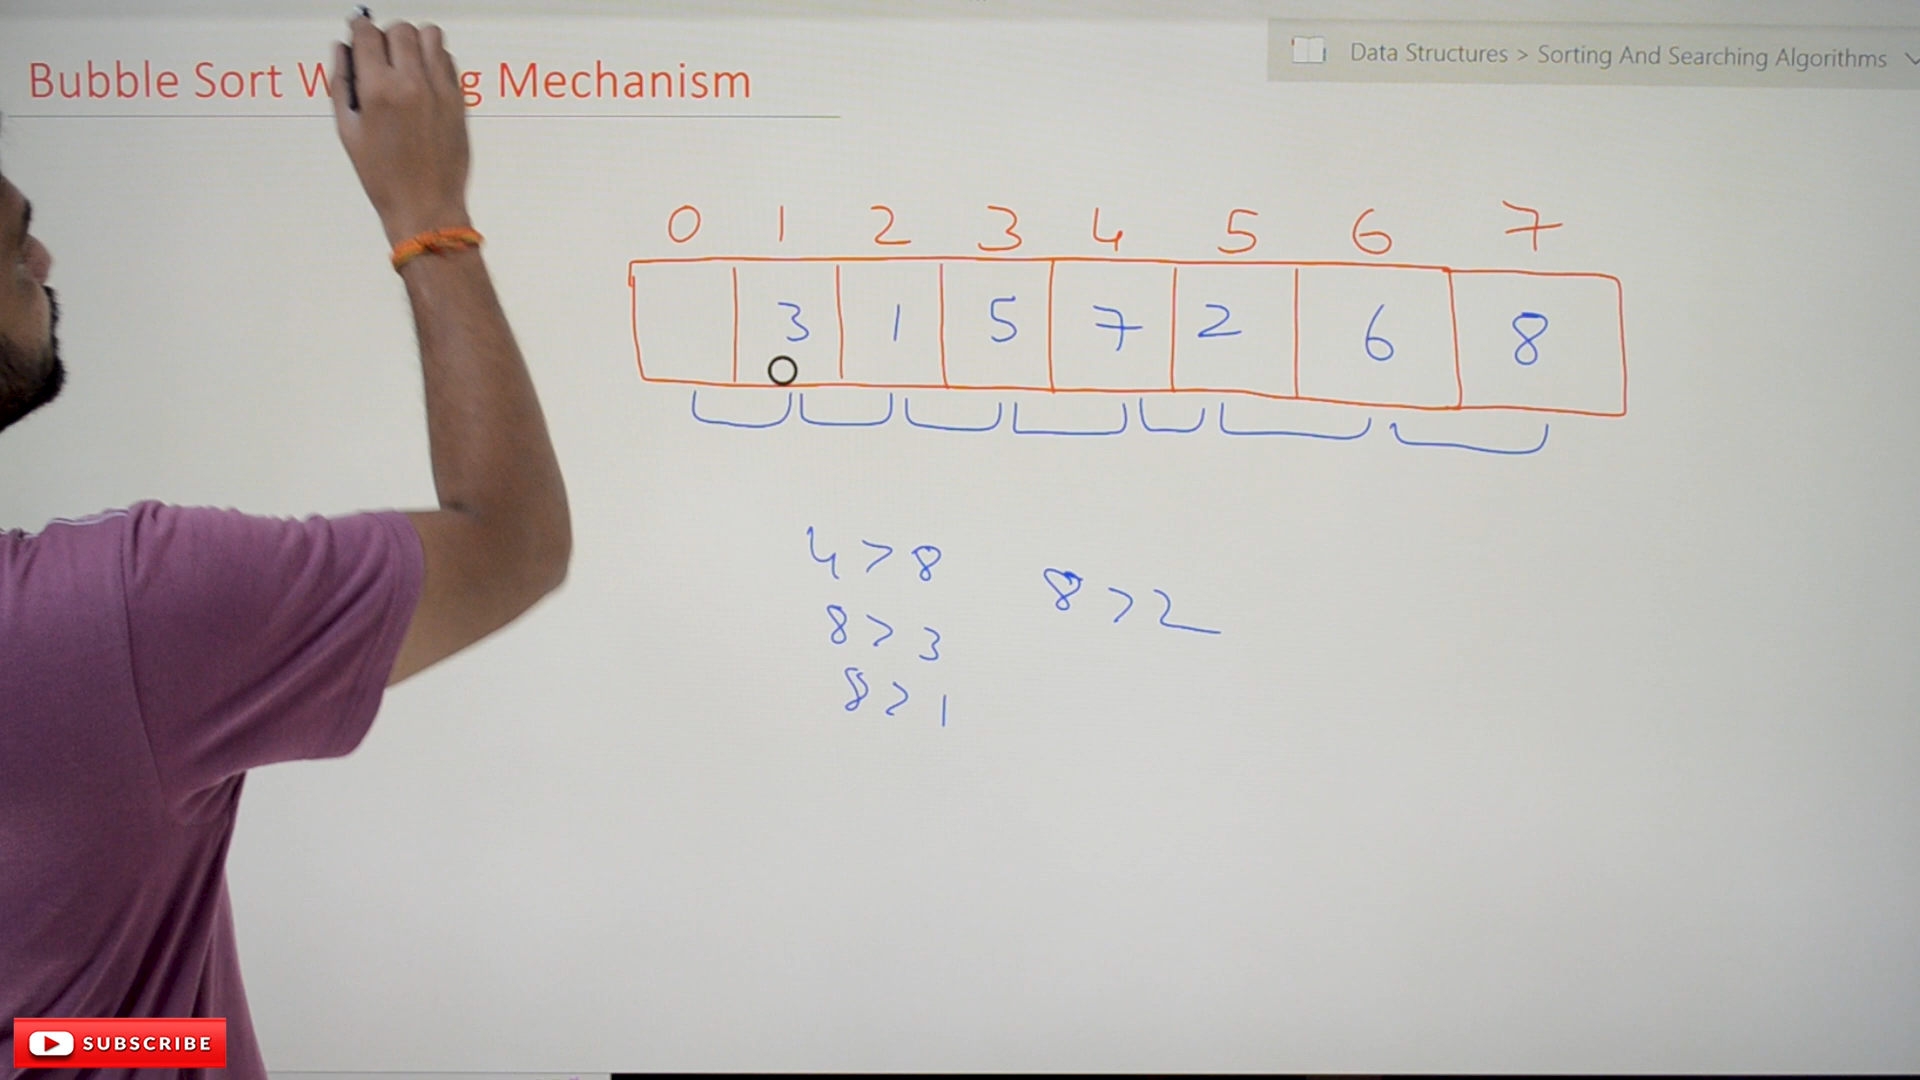 Data Structures > Sorting And Searching Algorithms
Bubble Sort Mechanism
0 1 2 3 4 5 6 7
3 1 5 7 2 6 8
4 > 8
8 > 2
8 > 3
8 > 1
SUBSCRIBE